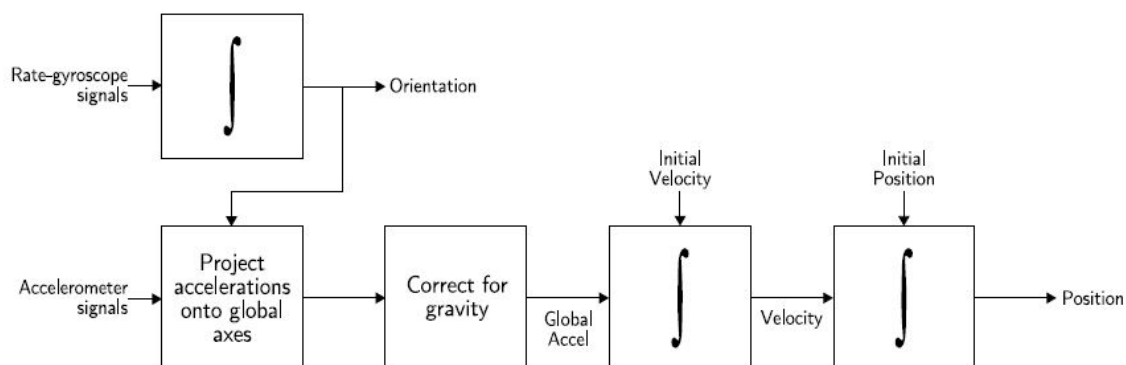 Rate-gyroscope
signals
∫
Orientation
Initial
Velocity
Initial
Position
Accelerometer
signals
Project
accelerations
onto global
axes
Correct for
gravity
Global
Accel
∫
Velocity
∫
Position